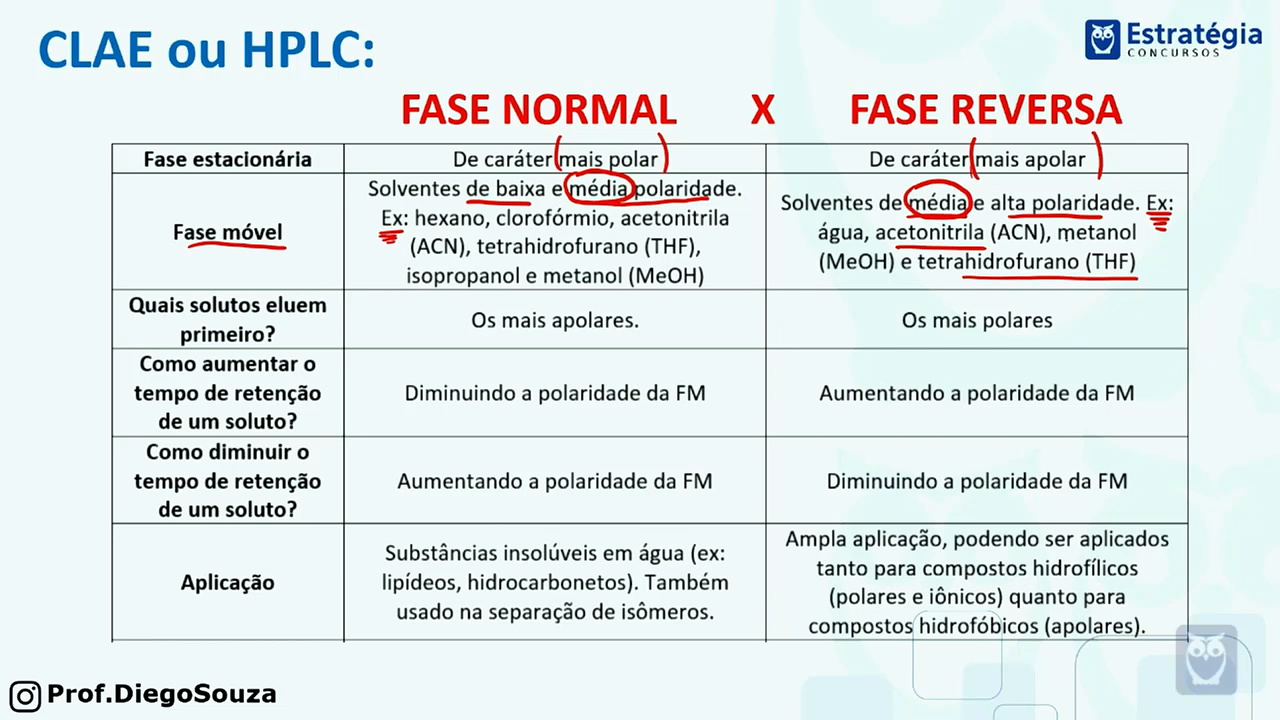 CLAE ou HPLC:
Estratégia
CONCURSOS
FASE NORMAL X FASE REVERSA
Fase estacionária
De caráter mais polar
De caráter mais apolar
Fase móvel
Solventes de baixa e média polaridade.
Ex: hexano, clorofórmio, acetonitrila
(ACN), tetrahidrofurano (THF),
isopropanol e metanol (MeOH)
Solventes de média e alta polaridade. Ex:
água, acetonitrila (ACN), metanol
(MeOH) e tetrahidrofurano (THF)
Quais solutos eluem
primeiro?
Os mais apolares.
Os mais polares
Como aumentar o
tempo de retenção
de um soluto?
Diminuindo a polaridade da FM
Aumentando a polaridade da FM
Como diminuir o
tempo de retenção
de um soluto?
Aumentando a polaridade da FM
Diminuindo a polaridade da FM
Aplicação
Substâncias insolúveis em água (ex:
lipídeos, hidrocarbonetos). Também
usado na separação de isômeros.
Ampla aplicação, podendo ser aplicados
tanto para compostos hidrofílicos
(polares e iônicos) quanto para
compostos hidrofóbicos (apolares).
Prof.DiegoSouza